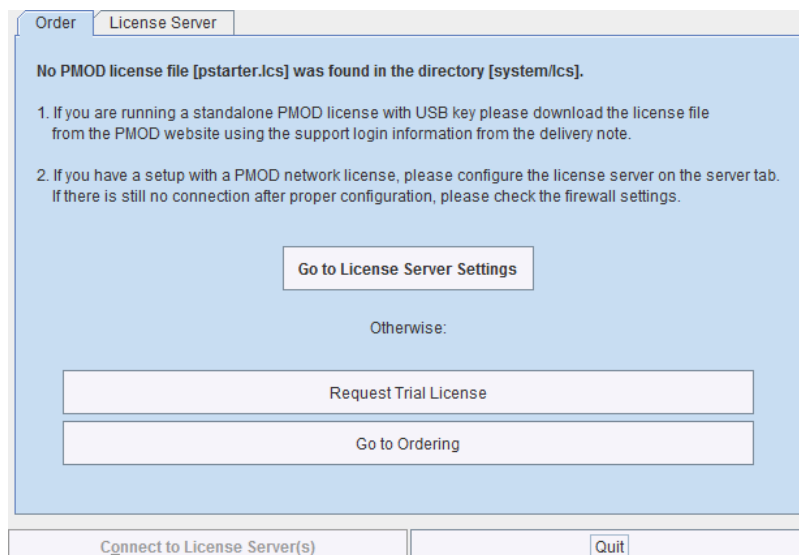 Order
License Server
No PMOD license file [pstarter.lcs] was found in the directory [system/lcs].
1. If you are running a standalone PMOD license with USB key please download the license file
from the PMOD website using the support login information from the delivery note.
2. If you have a setup with a PMOD network license, please configure the license server on the server tab.
If there is still no connection after proper configuration, please check the firewall settings.
Go to License Server Settings
Otherwise:
Request Trial License
Go to Ordering
Connect to License Server(s)
Quit